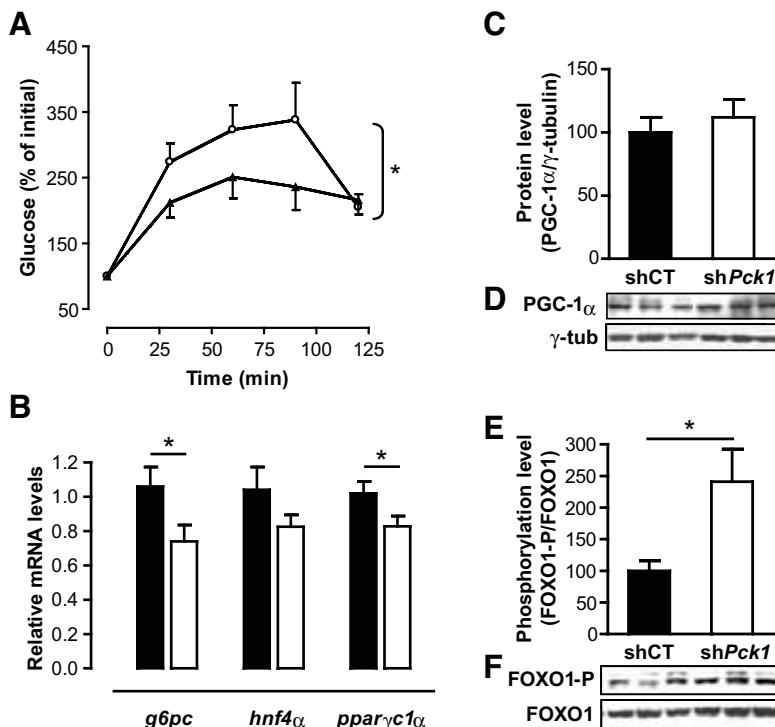 A
Glucose (% of initial)
450
350
250
150
50
*
0 25 50 75 100 125
Time (min)
B
Relative mRNA levels
1.2
1.0
0.8
0.6
0.4
0.2
0.0
* *
g6pc hnf4α pparγc1α
C
Protein level
(PGC-1α/γ-tubulin)
150
100
50
0
shCT shPck1
D
PGC-1α
γ-tub
E
Phosphorylation level
(FOXO1-P/FOXO1)
300
250
200
150
100
50
0
*
shCT shPck1
F
FOXO1-P
FOXO1